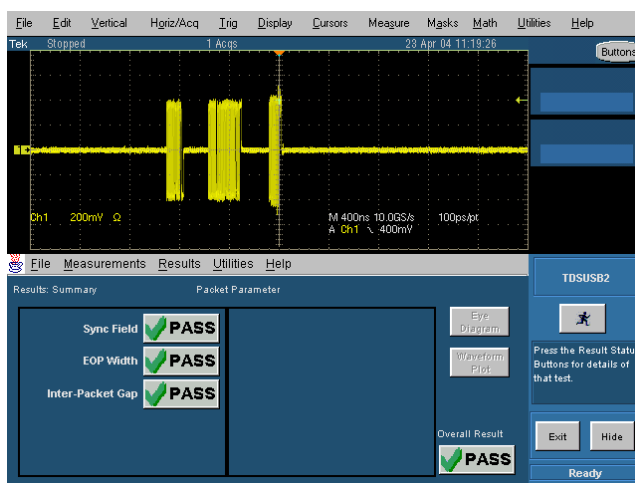 File Edit Vertical Horiz/Acq Trig Display Cursors Measure Masks Math Utilities Help
Tek Stopped 1 Acqs 23 Apr 04 11:19:26
Buttons
1
Ch1 200mV Ω M 400ns 10.0GS/s 100ps/pt
A Ch1 \ 400mV
File Measurements Results Utilities Help
TDSUSB2
Results: Summary Packet Parameter
Sync Field PASS
Eye
Diagram
EOP Width PASS
Waveform
Plot
Inter-Packet Gap PASS
Press the Result Statu
Buttons for details of
that test.
Overall Result
PASS
Exit Hide
Ready